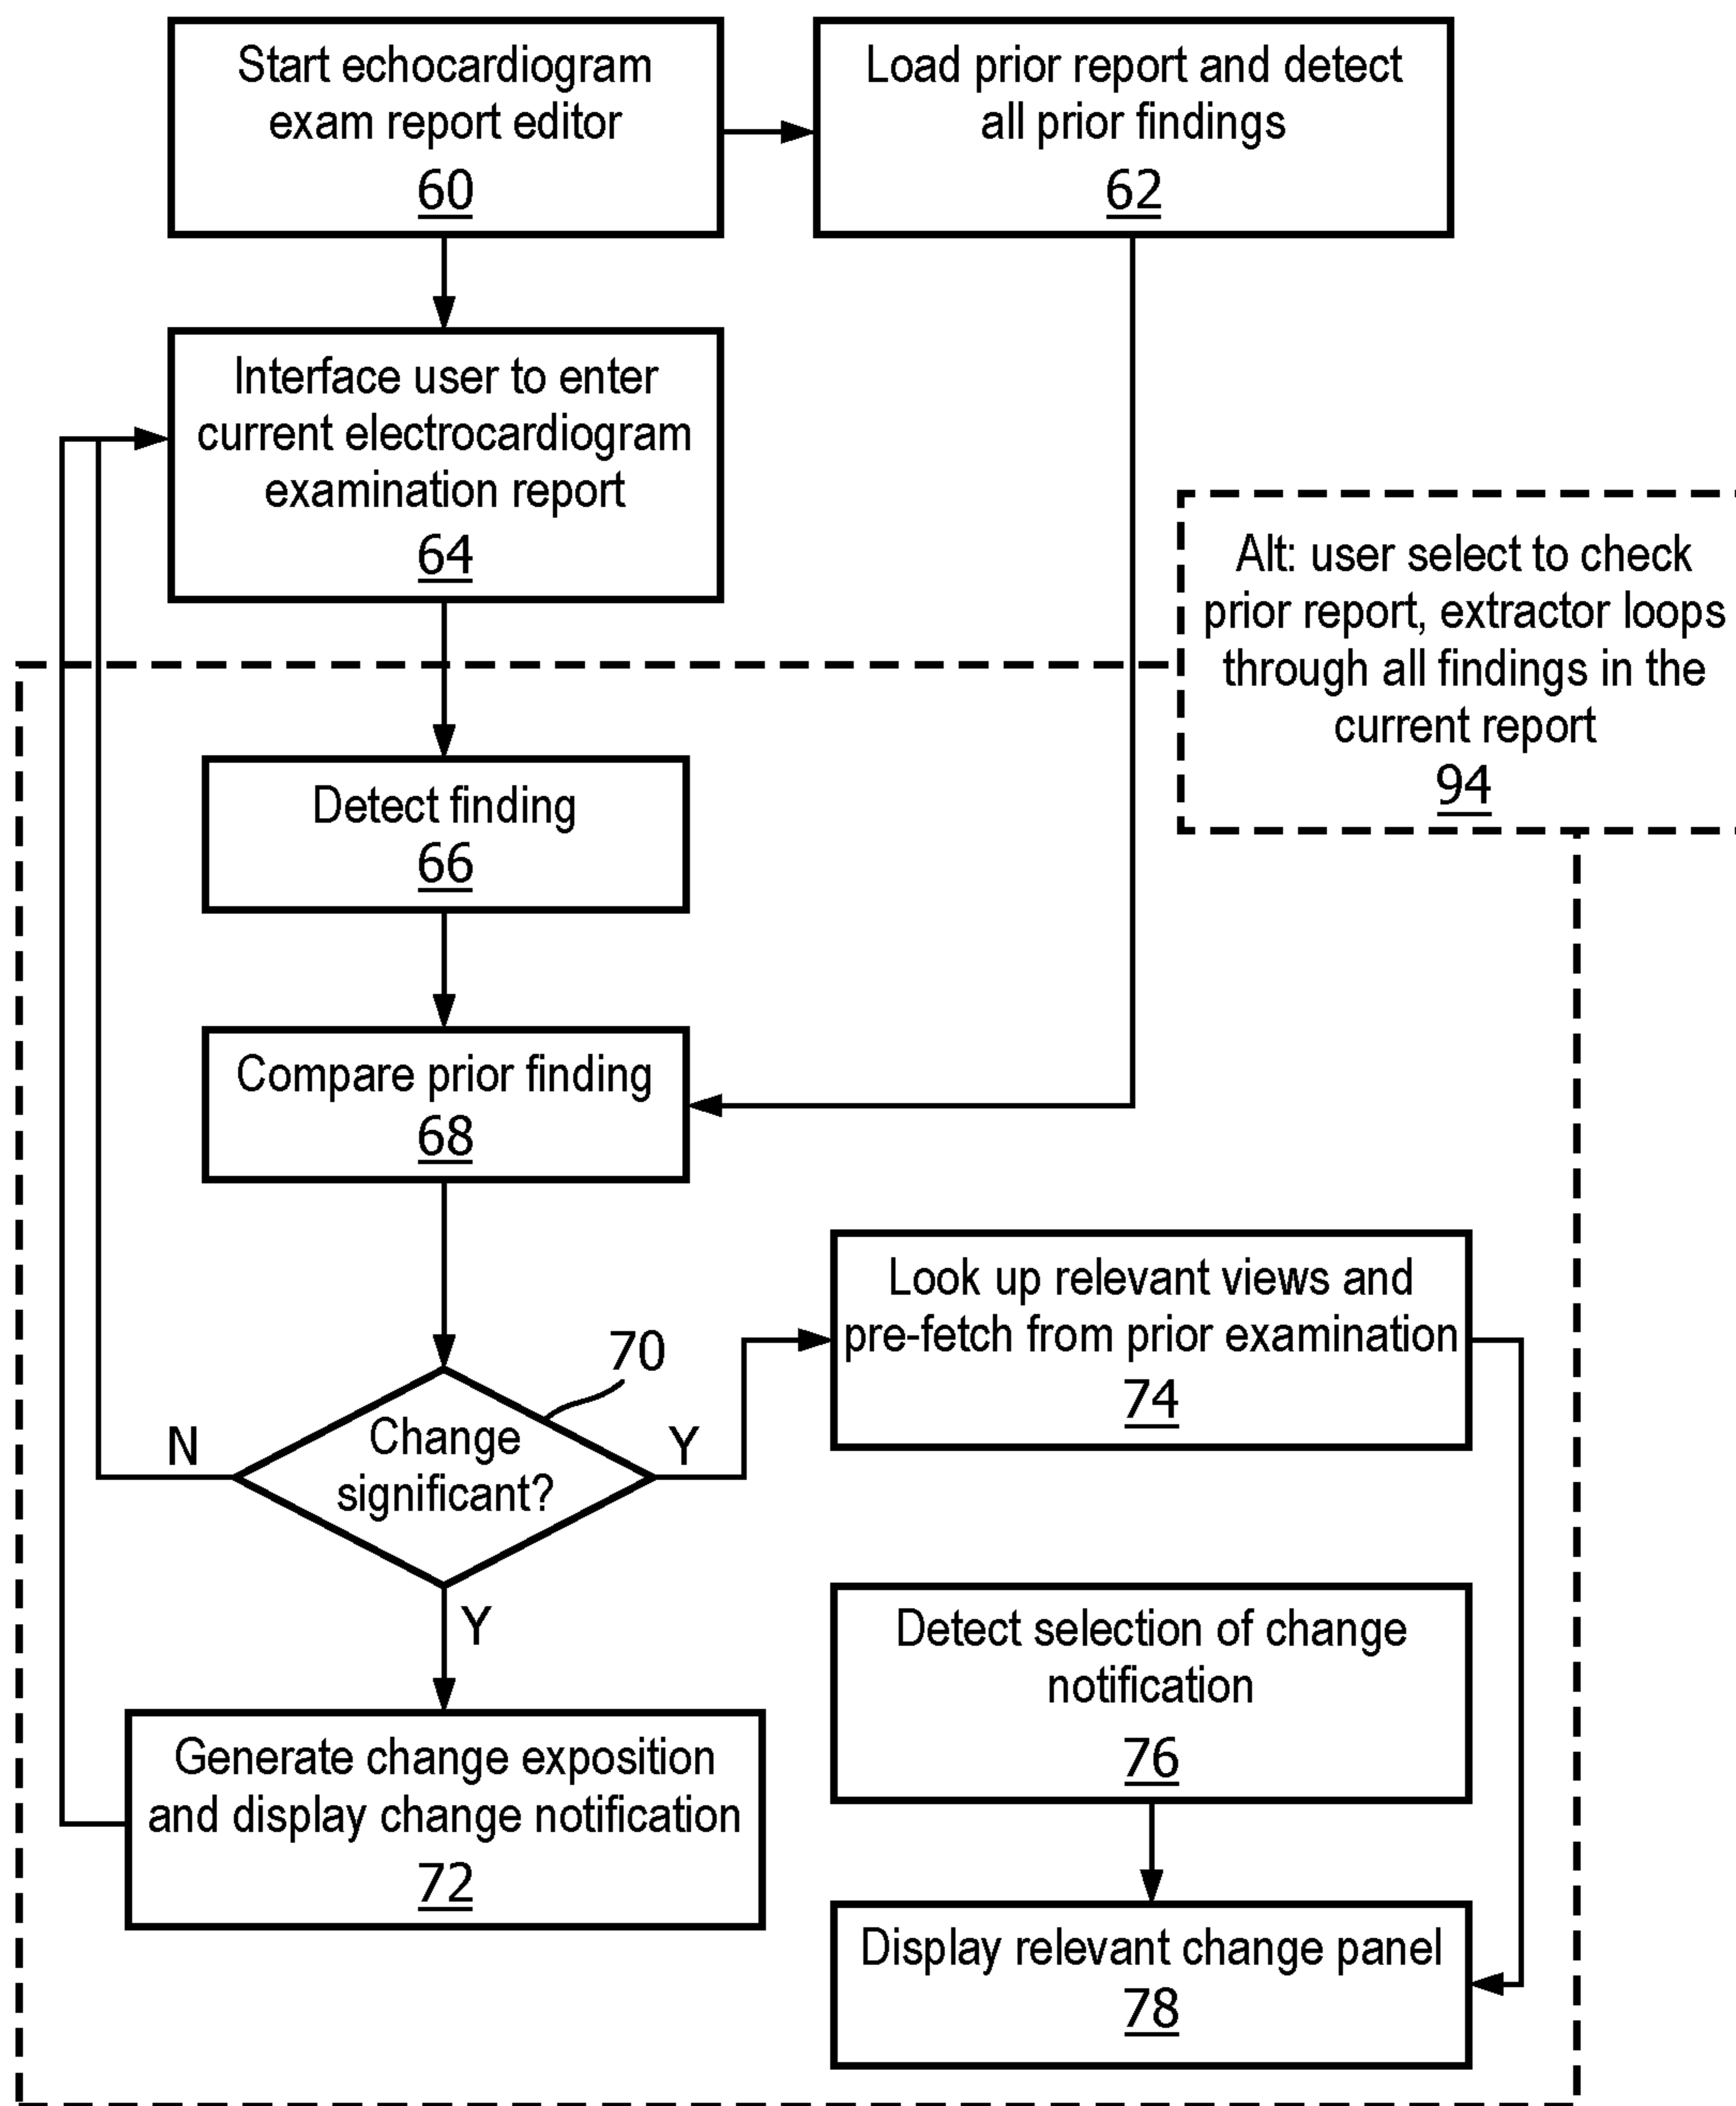 Start echocardiogram
exam report editor
60
Load prior report and detect
all prior findings
62
Interface user to enter
current electrocardiogram
examination report
64
Alt: user select to check
prior report, extractor loops
through all findings in the
current report
94
Detect finding
66
Compare prior finding
68
70
Change
significant?
N
Y
Y
Look up relevant views and
pre-fetch from prior examination
74
Generate change exposition
and display change notification
72
Detect selection of change
notification
76
Display relevant change panel
78